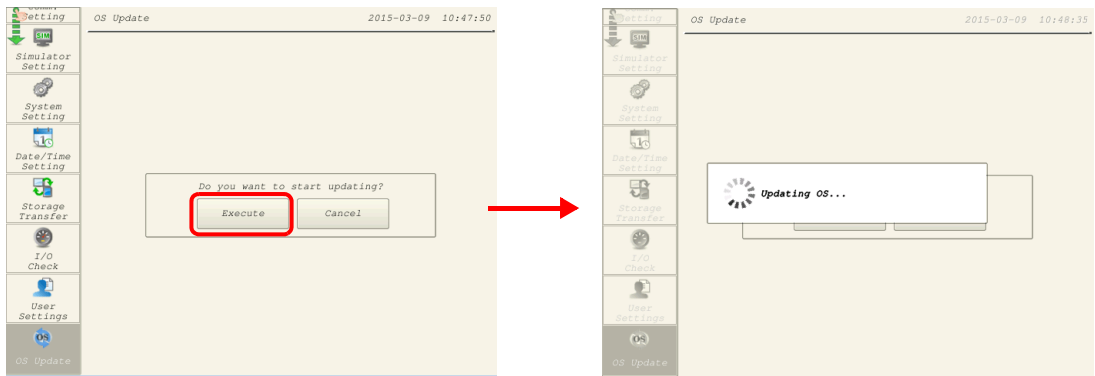 Setting
OS Update 2015-03-09 10:47:50
SIM
Simulator
Setting
System
Setting
Date/Time
Setting
Storage
Transfer
I/O
Check
User
Settings
OS
OS Update
Do you want to start updating?
Execute Cancel
Setting
OS Update 2015-03-09 10:48:35
SIM
Simulator
Setting
System
Setting
Date/Time
Setting
Storage
Transfer
I/O
Check
User
Settings
OS
OS Update
Updating OS...